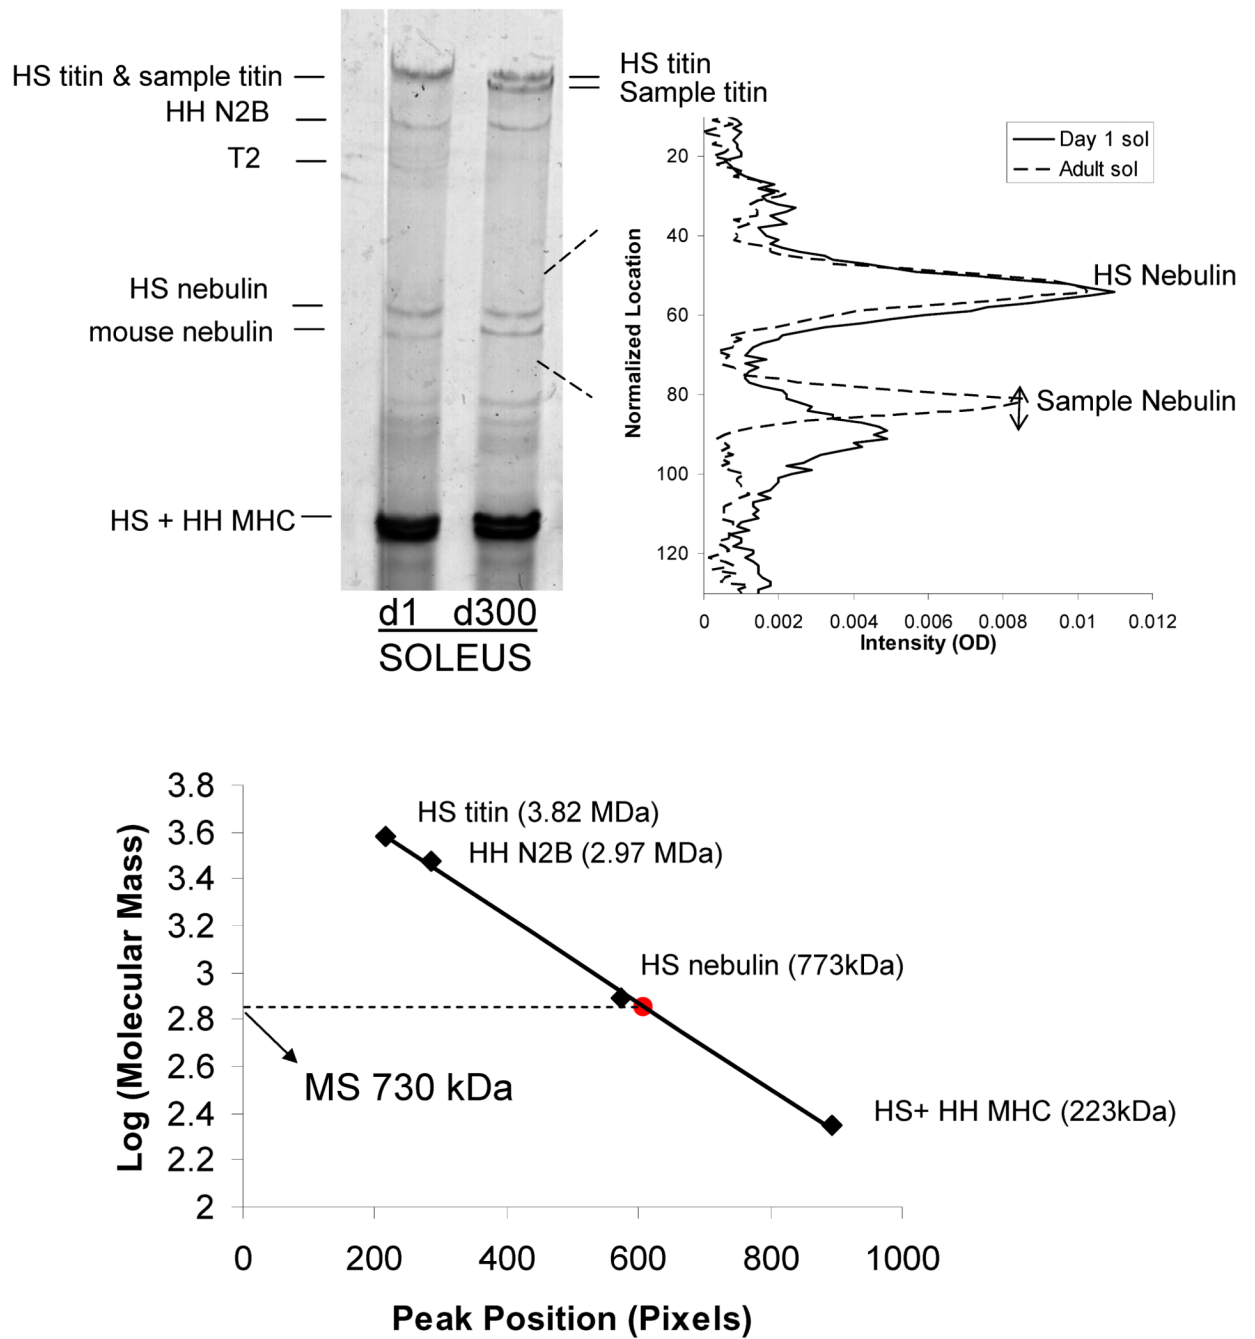 HS titin & sample titin
HH N2B
T2
HS nebulin
mouse nebulin
HS + HH MHC
d1 d300
SOLEUS
HS titin
Sample titin
Day 1 sol
Adult sol
Normalized Location
20
40
60
80
100
120
HS Nebulin
Sample Nebulin
0 0.002 0.004 0.006 0.008 0.01 0.012
Intensity (OD)
Log (Molecular Mass)
3.8
3.6
3.4
3.2
3
2.8
2.6
2.4
2.2
2
HS titin (3.82 MDa)
HH N2B (2.97 MDa)
HS nebulin (773kDa)
MS 730 kDa
HS+ HH MHC (223kDa)
0 200 400 600 800 1000
Peak Position (Pixels)